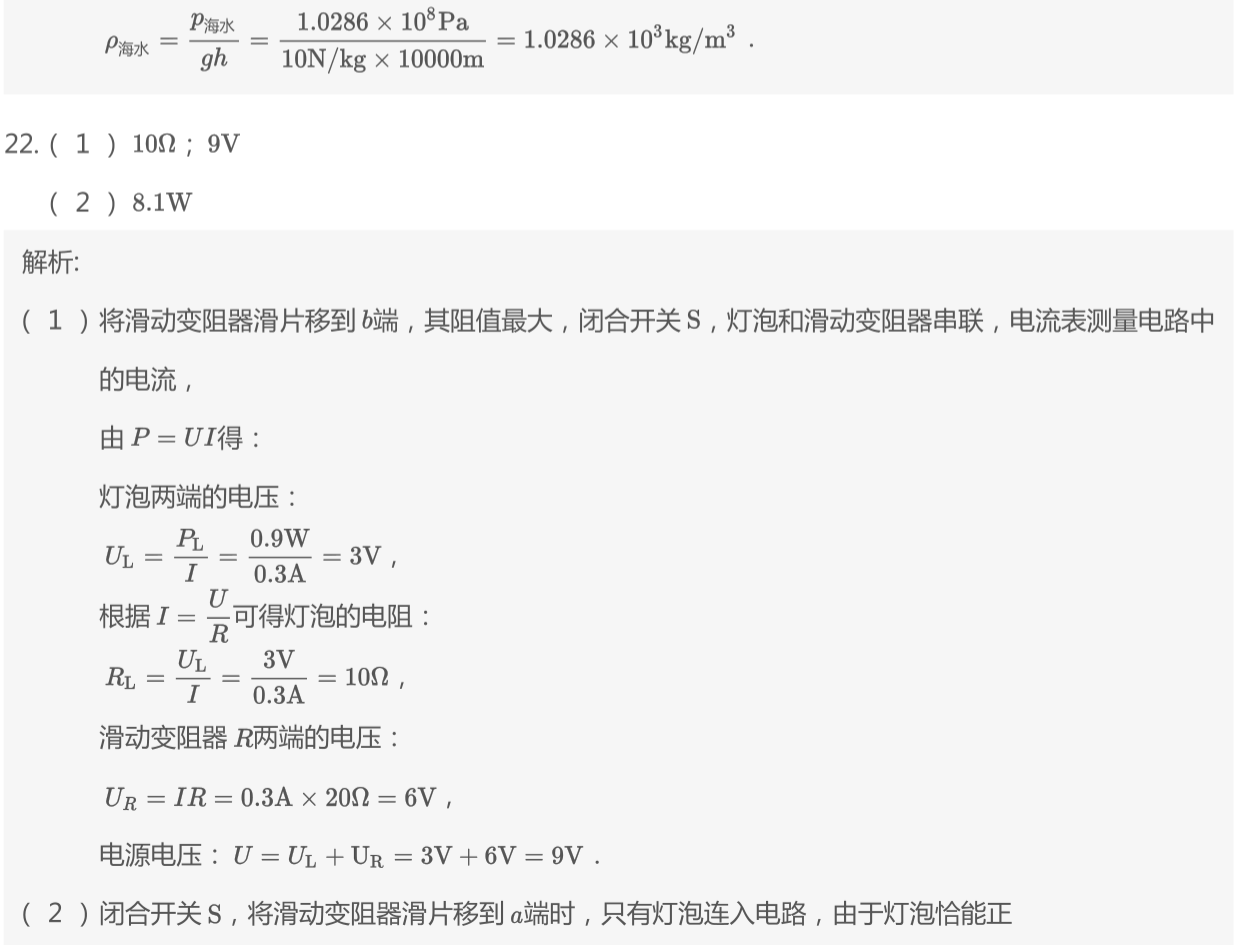 ρ海水 = p海水/gh = 1.0286 × 10⁸Pa/10N/kg × 10000m = 1.0286 × 10³kg/m³ .
22.( 1 ) 10Ω ; 9V
( 2 ) 8.1W
解析:
( 1 ) 将滑动变阻器滑片移到 b端 , 其阻值最大 , 闭合开关 S , 灯泡和滑动变阻器串联 , 电流表测量电路中
的电流 ,
由 P = UI得 :
灯泡两端的电压 :
U_L = P_L/I = 0.9W/0.3A = 3V ,
根据 I = U/R 可得灯泡的电阻 :
R_L = U_L/I = 3V/0.3A = 10Ω ,
滑动变阻器 R两端的电压 :
U_R = IR = 0.3A × 20Ω = 6V ,
电源电压 : U = U_L + U_R = 3V + 6V = 9V .
( 2 ) 闭合开关 S , 将滑动变阻器滑片移到 a端时 , 只有灯泡连入电路 , 由于灯泡恰能正